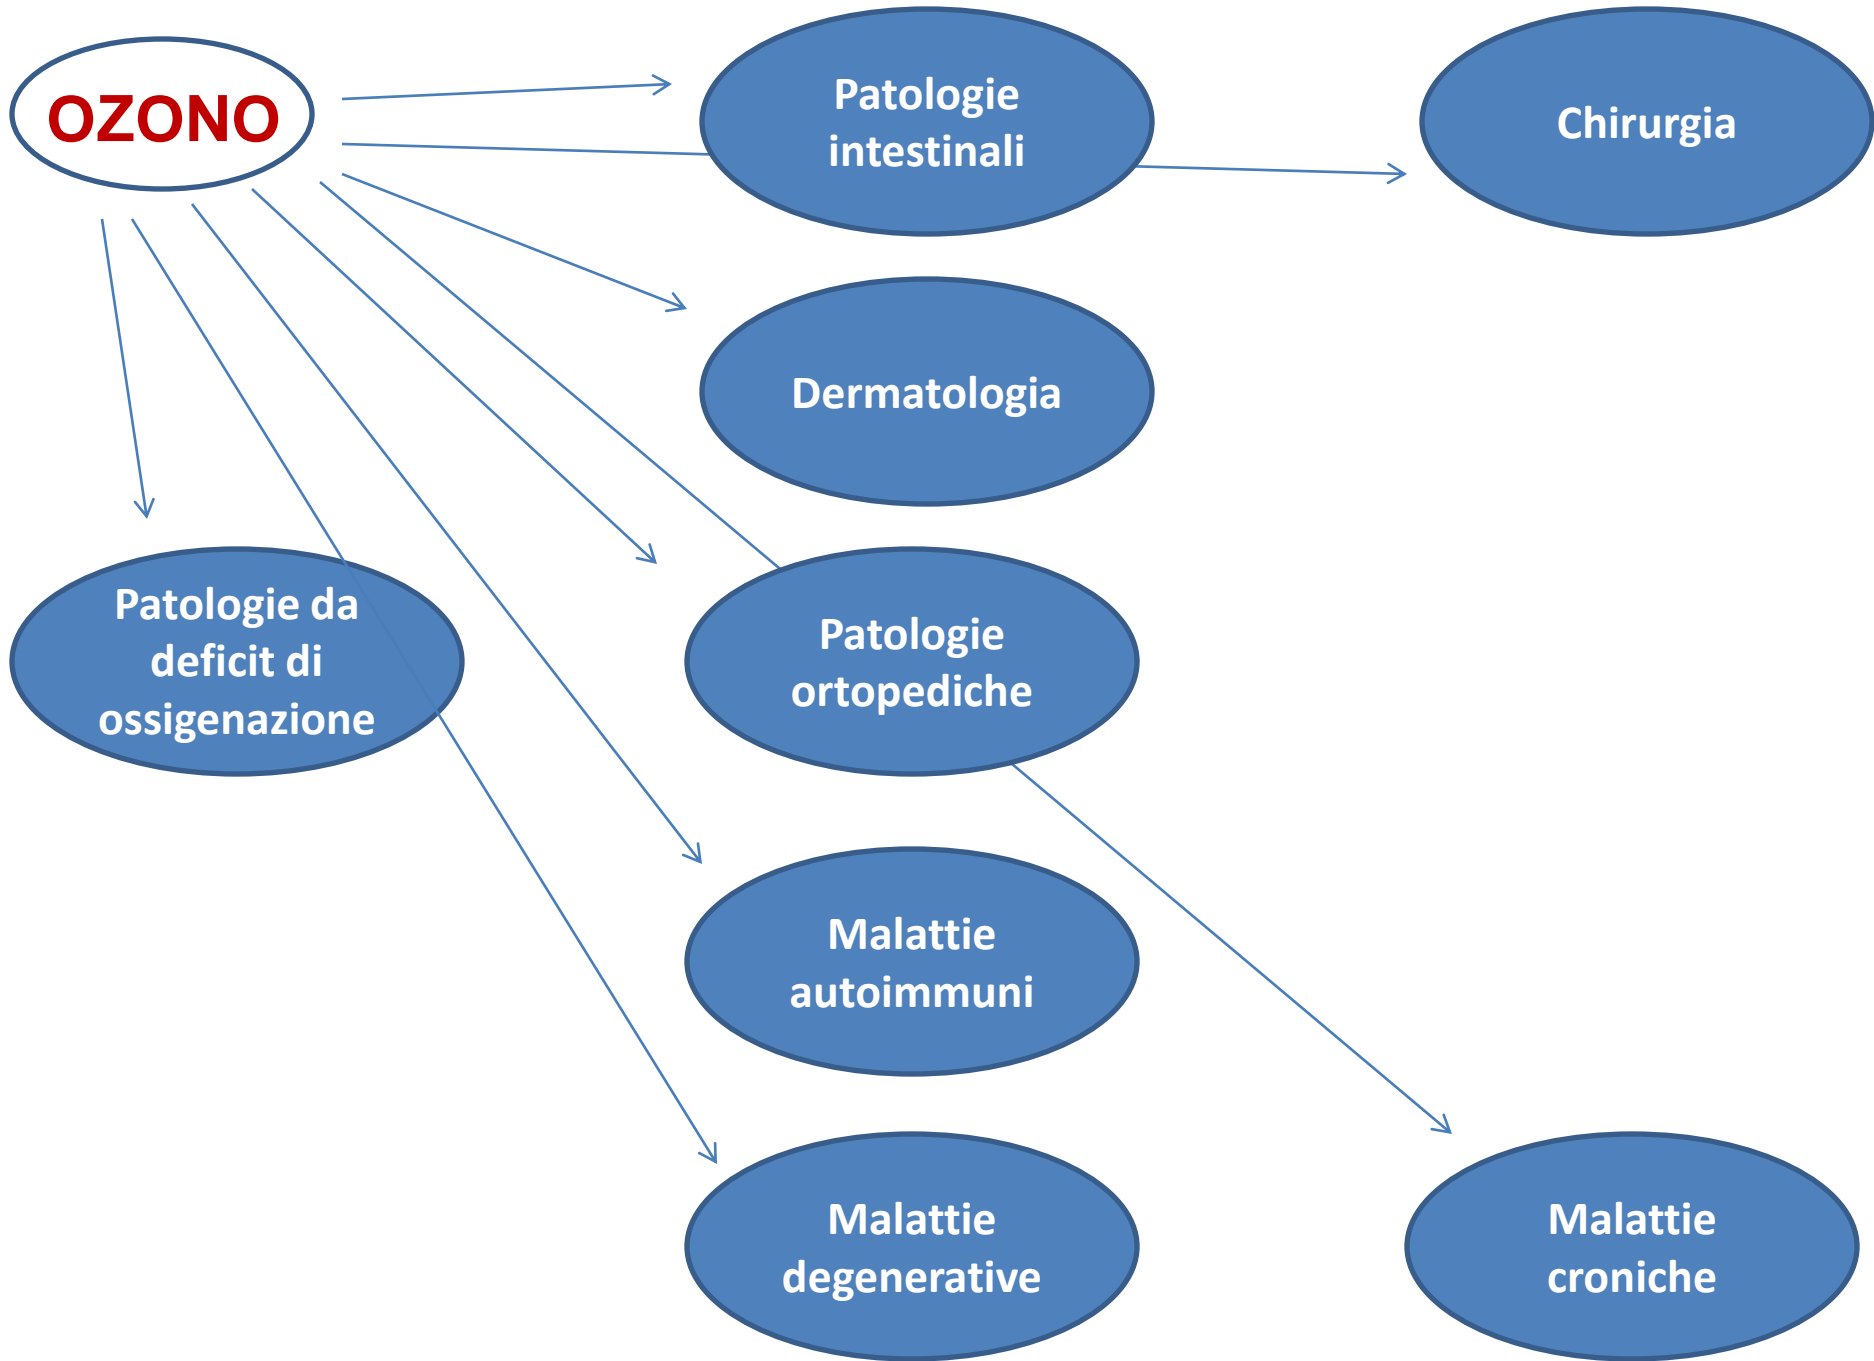 OZONO
Patologie
intestinali
Chirurgia
Dermatologia
Patologie da
deficit di
ossigenazione
Patologie
ortopediche
Malattie
autoimmuni
Malattie
degenerative
Malattie
croniche